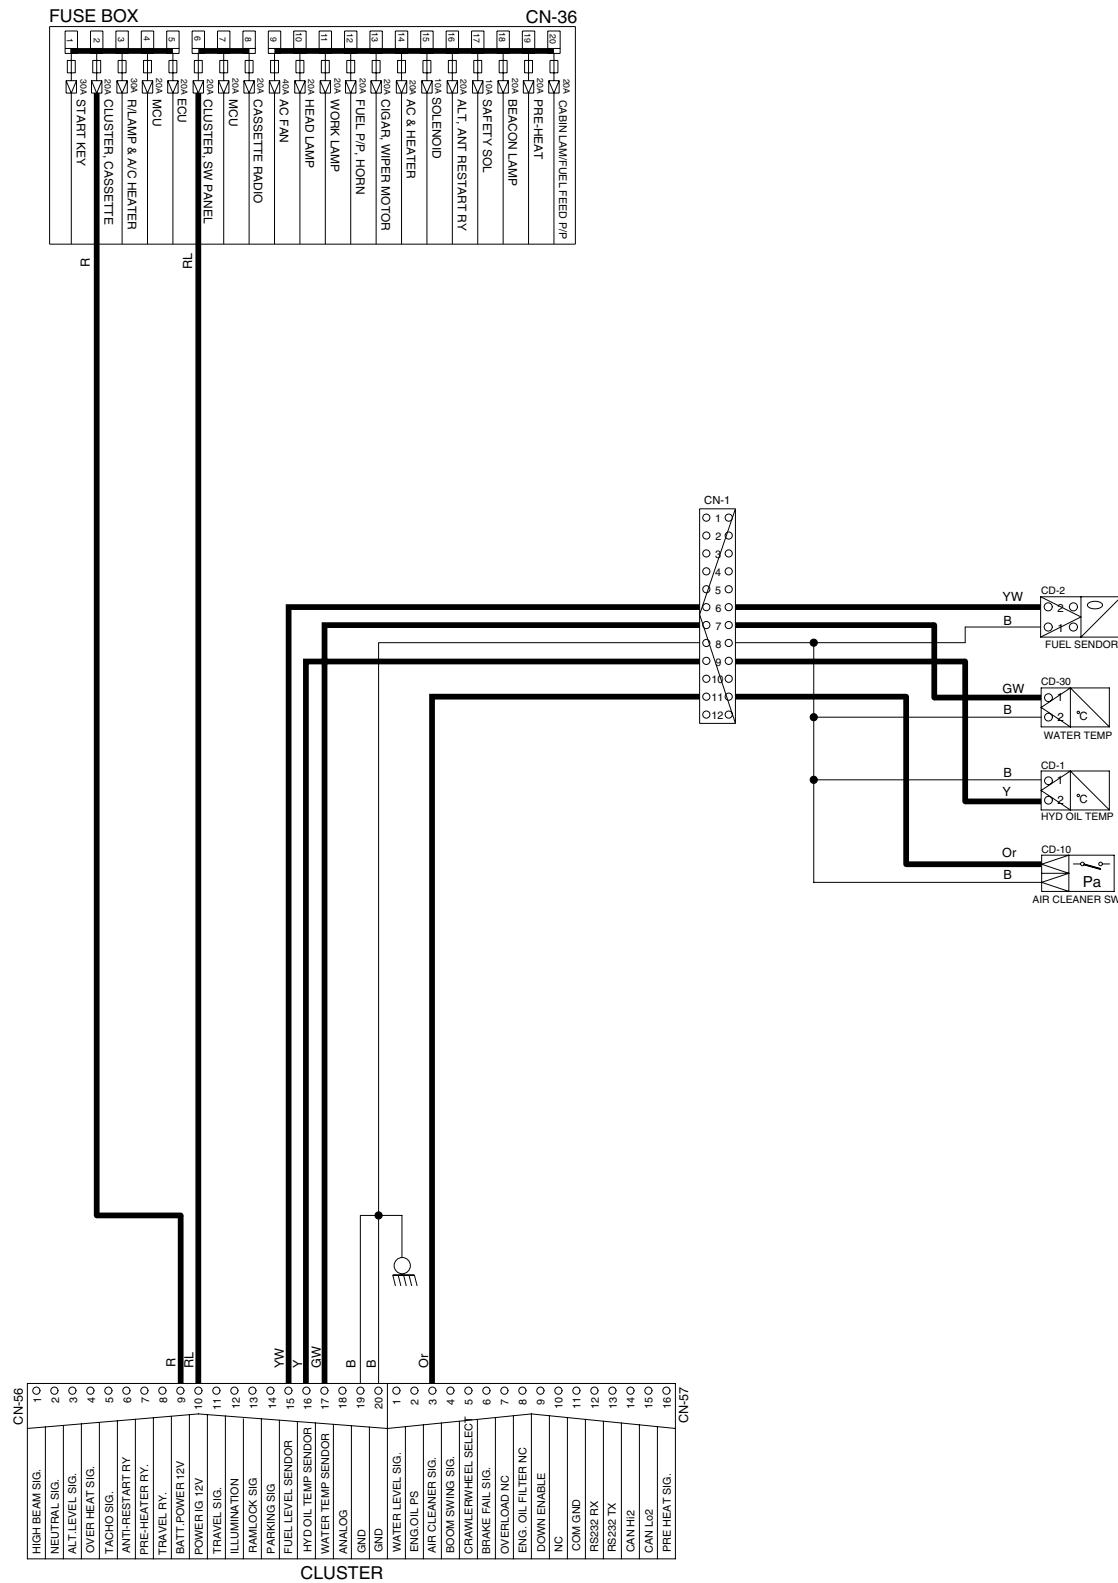 FUSE BOX
CN-36
1 2 3 4 5 6 7 8 9 10 11 12 13 14 15 16 17 18 19 20
30A START KEY
20A CLUSTER, CASSETTE
30A R/LAMP & A/C HEATER
20A MCU
20A ECU
20A CLUSTER, SW PANEL
20A MCU
20A CASSETTE RADIO
40A AC FAN
20A HEAD LAMP
20A WORK LAMP
20A FUEL P/P, HORN
20A CIGAR, WIPER MOTOR
20A AC & HEATER
10A SOLENOID
20A ALT, ANT RESTART RY
10A SAFETY SOL
20A BEACON LAMP
20A PRE-HEAT
20A CABIN LAM/FUEL FEED P/P
R
RL
CN-1
1
2
3
4
5
6
7
8
9
10
11
12
CD-2
YW
2
B
1
FUEL SENDOR
CD-30
GW
1
B
2
°C
WATER TEMP
CD-1
B
1
Y
2
°C
HYD OIL TEMP
CD-10
Or
B
Pa
AIR CLEANER SW
R
RL
YW
Y
GW
B
B
Or
CN-56
1 2 3 4 5 6 7 8 9 10 11 12 13 14 15 16 17 18 19 20
1 2 3 4 5 6 7 8 9 10 11 12 13 14 15 16
CN-57
HIGH BEAM SIG.
NEUTRAL SIG.
ALT.LEVEL SIG.
OVER HEAT SIG.
TACHO SIG.
ANTI-RESTART RY
PRE-HEATER RY.
TRAVEL RY.
BATT.POWER 12V
POWER IG 12V
TRAVEL SIG.
ILLUMINATION
RAMLOCK SIG
PARKING SIG
FUEL LEVEL SENDOR
HYD OIL TEMP SENDOR
WATER TEMP SENDOR
ANALOG
GND
GND
WATER LEVEL SIG.
ENG.OIL PS
AIR CLEANER SIG.
BOOM SWING SIG.
CRAWLERWHEEL SELECT
BRAKE FAIL SIG.
OVERLOAD NC
ENG. OIL FILTER NC
DOWN ENABLE
NC
COM GND
RS232 RX
RS232 TX
CAN Hi2
CAN Lo2
PRE HEAT SIG.
CLUSTER